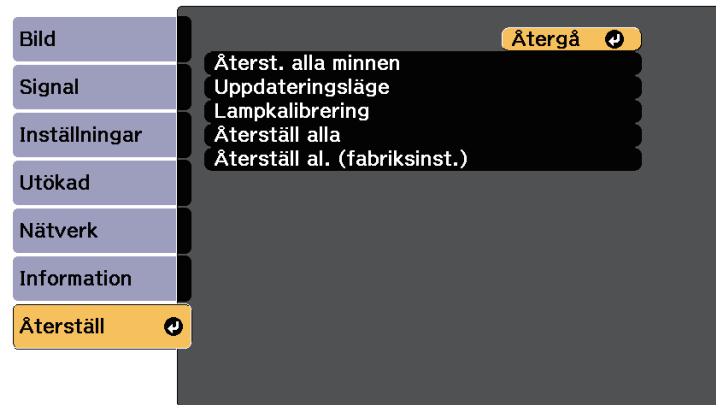 Bild
Signal
Inställningar
Utökad
Nätverk
Information
Återställ
Återgå
Återst. alla minnen
Uppdateringsläge
Lampkalibrering
Återställ alla
Återställ al. (fabriksinst.)